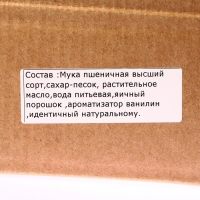 Состав :Мука пшеничная высший
сорт,сахар-песок, растительное
масло,вода питьевая,яичный
порошок ,ароматизатор ванилин
,идентичный натуральному.